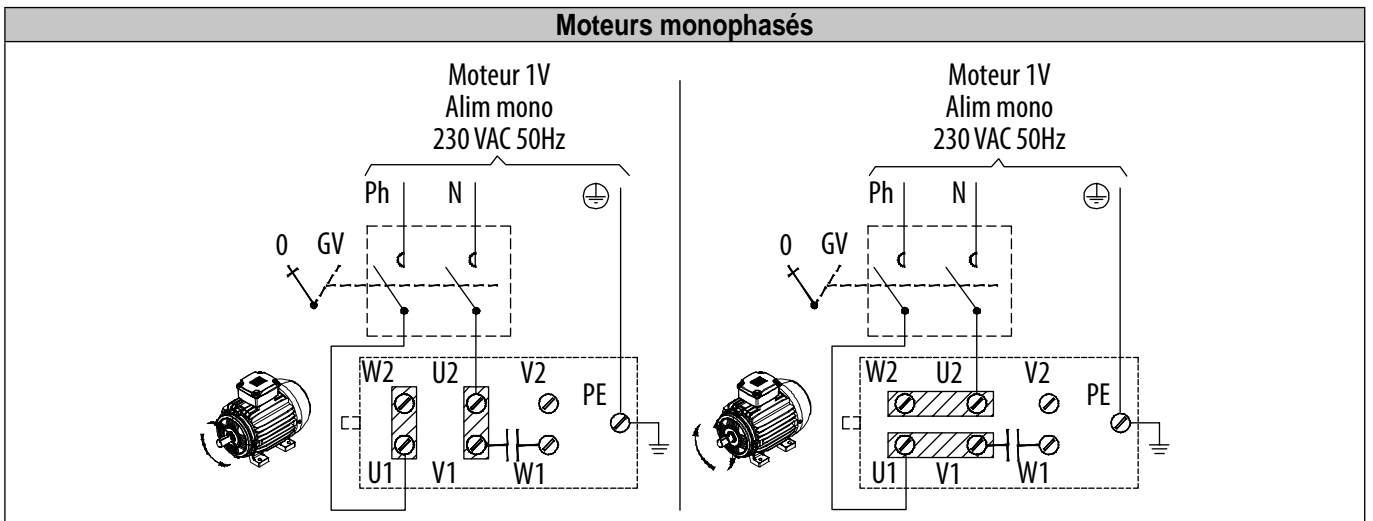 Moteurs monophasés
Moteur 1V
Alim mono
230 VAC 50Hz
Ph N
0 GV
W2 U2 V2
PE
U1 V1 W1
Moteur 1V
Alim mono
230 VAC 50Hz
Ph N
0 GV
W2 U2 V2
PE
U1 V1 W1